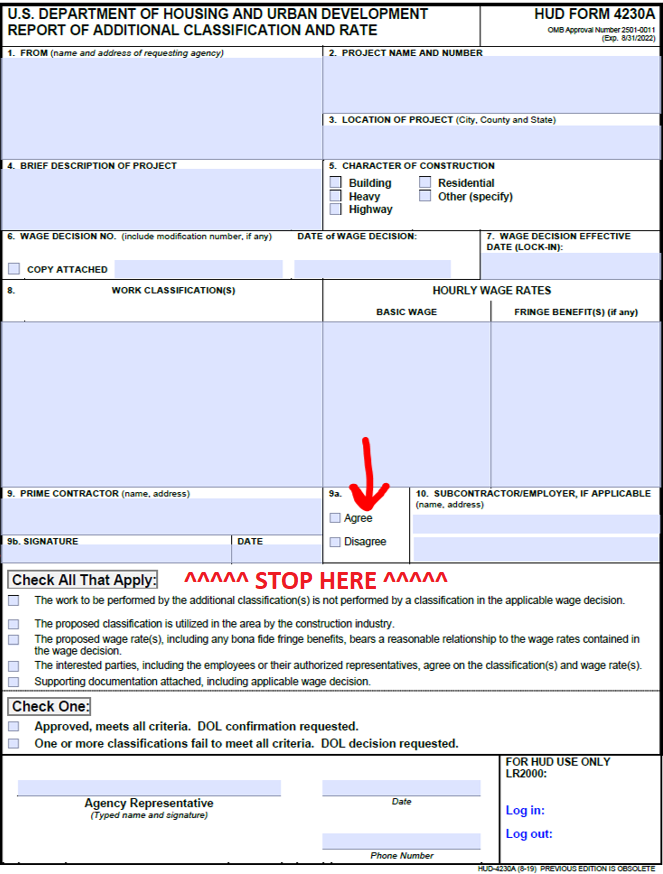 U.S. DEPARTMENT OF HOUSING AND URBAN DEVELOPMENT
REPORT OF ADDITIONAL CLASSIFICATION AND RATE
HUD FORM 4230A
OMB Approval Number 2501-0011
(Exp. 8/31/2022)
1. FROM (name and address of requesting agency)
2. PROJECT NAME AND NUMBER
3. LOCATION OF PROJECT (City, County and State)
4. BRIEF DESCRIPTION OF PROJECT
5. CHARACTER OF CONSTRUCTION
Building
Residential
Heavy
Other (specify)
Highway
6. WAGE DECISION NO. (include modification number, if any)
DATE of WAGE DECISION:
7. WAGE DECISION EFFECTIVE
DATE (LOCK-IN):
COPY ATTACHED
8.
WORK CLASSIFICATION(S)
HOURLY WAGE RATES
BASIC WAGE
FRINGE BENEFIT(S) (if any)
9. PRIME CONTRACTOR (name, address)
9a.
Agree
Disagree
10. SUBCONTRACTOR/EMPLOYER, IF APPLICABLE
(name, address)
9b. SIGNATURE
DATE
Check All That Apply:
^^^^^ STOP HERE ^^^^^
The work to be performed by the additional classification(s) is not performed by a classification in the applicable wage decision.
The proposed classification is utilized in the area by the construction industry.
The proposed wage rate(s), including any bona fide fringe benefits, bears a reasonable relationship to the wage rates contained in
the wage decision.
The interested parties, including the employees or their authorized representatives, agree on the classification(s) and wage rate(s).
Supporting documentation attached, including applicable wage decision.
Check One:
Approved, meets all criteria. DOL confirmation requested.
One or more classifications fail to meet all criteria. DOL decision requested.
FOR HUD USE ONLY
LR2000:
Agency Representative
(Typed name and signature)
Date
Log in:
Log out:
Phone Number
HUD-4230A (8-19) PREVIOUS EDITION IS OBSOLETE